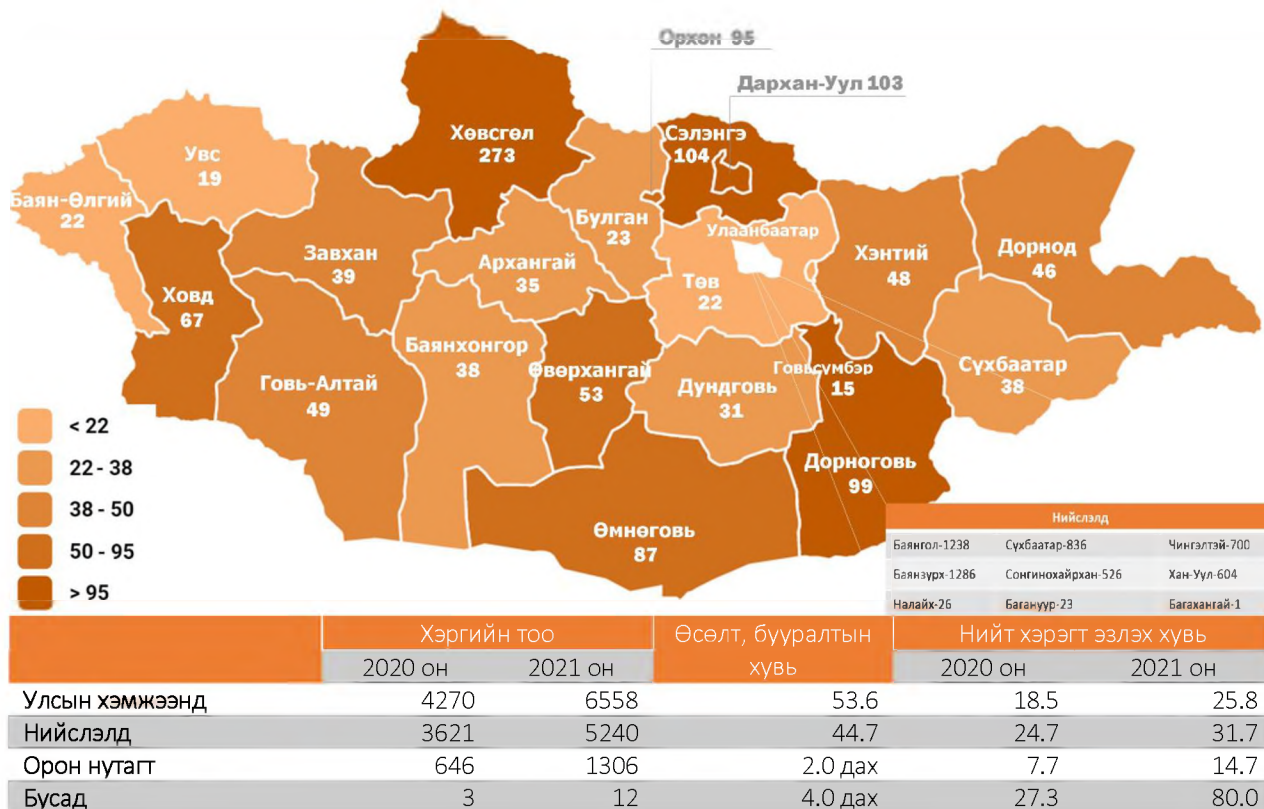 Орхон 95
Дархан-Уул 103
Хөвсгөл
273
Сэлэнгэ
104
Увс
19
Баян-Өлгий
22
Булган
23
Улаанбаатар
Завхан
39
Архангай
35
Хэнтий
48
Дорнод
46
Ховд
67
Төв
22
Баянхонгор
38
Өвөрхангай
53
Говьсүмбэр
15
Сүхбаатар
38
Говь-Алтай
49
Дундговь
31
Дорноговь
99
Өмнөговь
87
< 22
22 - 38
38 - 50
50 - 95
> 95
Нийслэлд
Баянгол-1238 Сүхбаатар-836 Чингэлтэй-700
Баянзүрх-1286 Сонгинохайрхан-526 Хан-Уул-604
Налайх-26 Багануур-23 Багахангай-1
Хэргийн тоо Өсөлт, бууралтын хувь Нийт хэрэгт эзлэх хувь
2020 он 2021 он 2020 он 2021 он
Улсын хэмжээнд 4270 6558 53.6 18.5 25.8
Нийслэлд 3621 5240 44.7 24.7 31.7
Орон нутагт 646 1306 2.0 дах 7.7 14.7
Бусад 3 12 4.0 дах 27.3 80.0